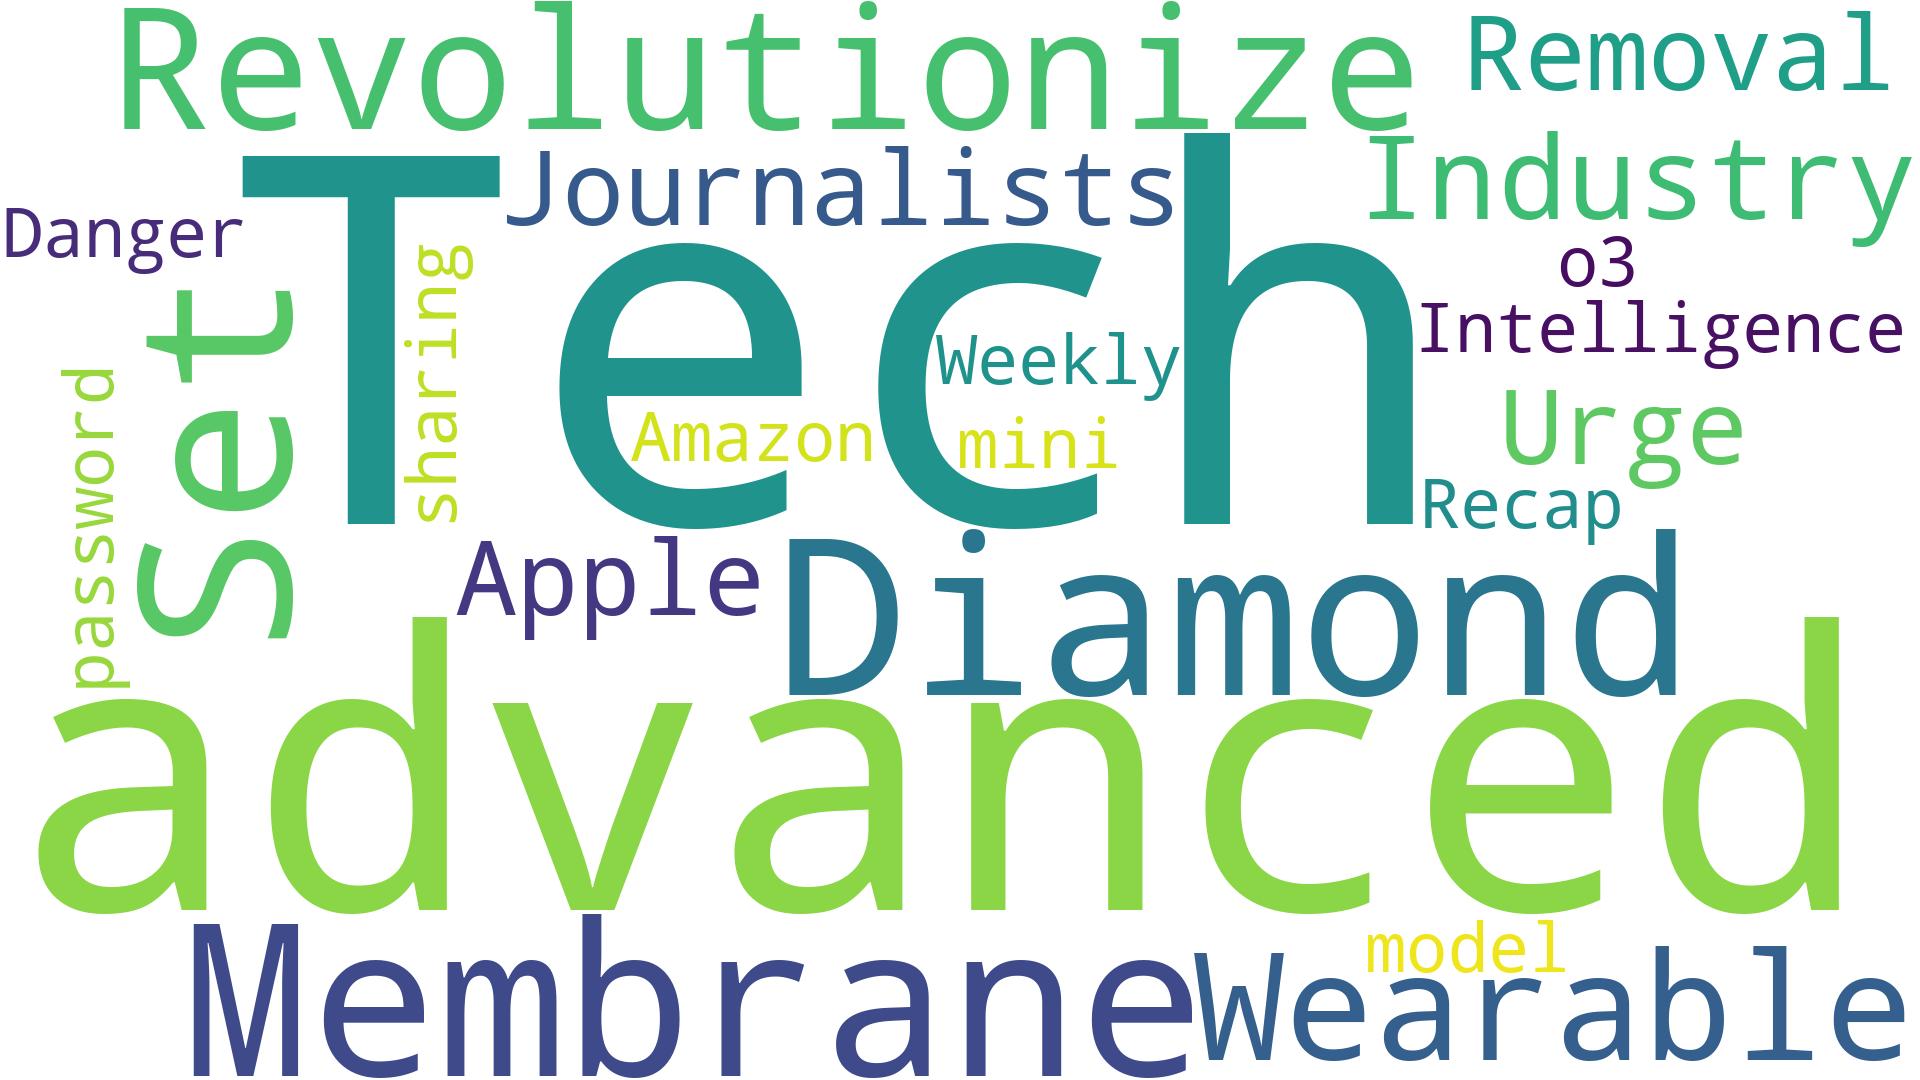 Revolutionize
Removal
Tech
Journalists
Industry
Danger
sharing
o3
Intelligence
Set
Weekly
password
Amazon
mini
Urge
Recap
Apple
Diamond
advanced
Membrane
model
Wearable